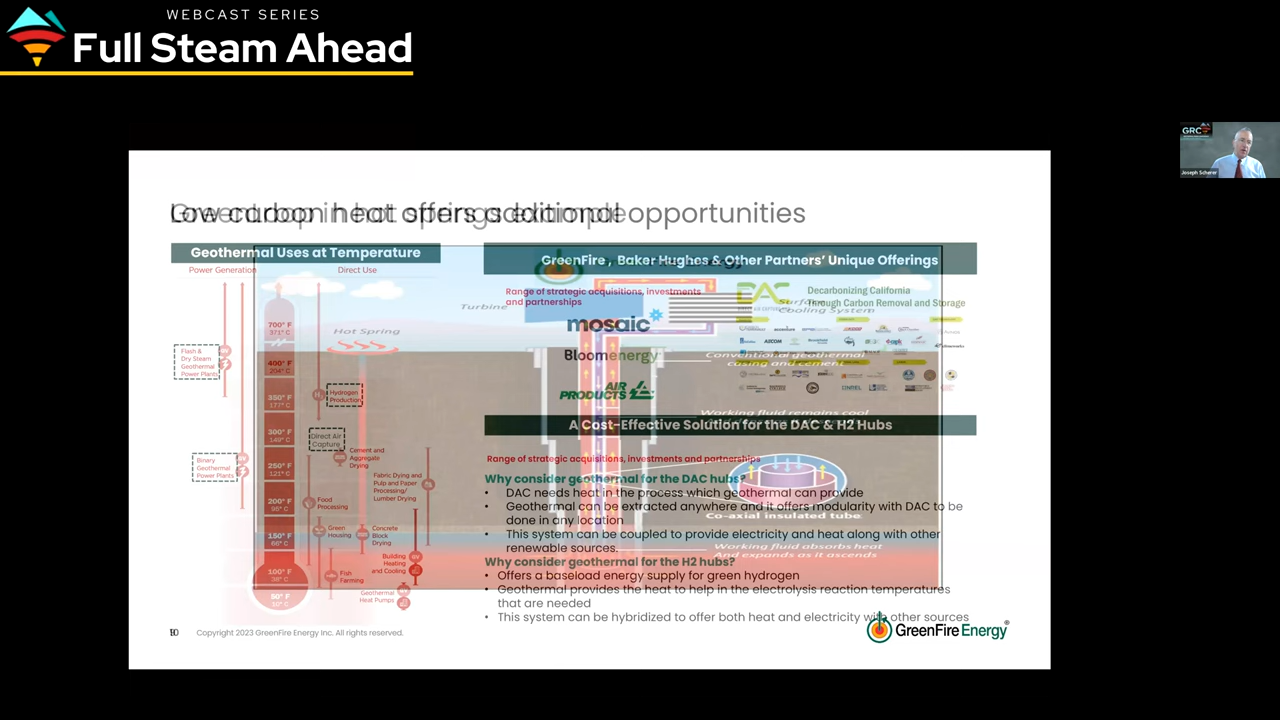 WEBCAST SERIES
Full Steam Ahead
GRC
Joseph Scherer
Low carbon heat offers additional opportunities
Geothermal Uses at Temperature
Power Generation
Direct Use
700° F
371° C
400° F
204° C
350° F
177° C
300° F
149° C
250° F
121° C
200° F
150° F
66° C
100° F
38° C
50° F
10° C
Flash &
Dry Steam
Geothermal
Power Plants
Binary
Geothermal
Power Plants
Hydrogen
Production
Direct Air
Capture
Cement and
Aggregate
Drying
Fabric Dying and
Pulp and Paper
Processing/
Lumber Drying
Food
Processing
Green
Housing
Concrete
Block
Drying
Building
Heating
and Cooling
Fish
Farming
Geothermal
Heat Pumps
Hot Spring
Turbine
Surface
Cooling System
Conventional geothermal
casing and cement
Working fluid remains cool
Co-axial insulated tube
Working fluid absorbs heat
And expands as it ascends
GreenFire , Baker Hughes & Other Partners' Unique Offerings
Range of strategic acquisitions, investments
and partnerships
mosaic
Bloomenergy
AIR
PRODUCTS
Decarbonizing California
Through Carbon Removal and Storage
AECOM
NREL
A Cost-Effective Solution for the DAC & H2 Hubs
Range of strategic acquisitions, investments and partnerships
Why consider geothermal for the DAC hubs?
• DAC needs heat in the process which geothermal can provide
• Geothermal can be extracted anywhere and it offers modularity with DAC to be
done in any location
• This system can be coupled to provide electricity and heat along with other
renewable sources.
Why consider geothermal for the H2 hubs?
• Offers a baseload energy supply for green hydrogen
• Geothermal provides the heat to help in the electrolysis reaction temperatures
that are needed
• This system can be hybridized to offer both heat and electricity with other sources
Copyright 2023 GreenFire Energy Inc. All rights reserved.
GreenFire Energy®